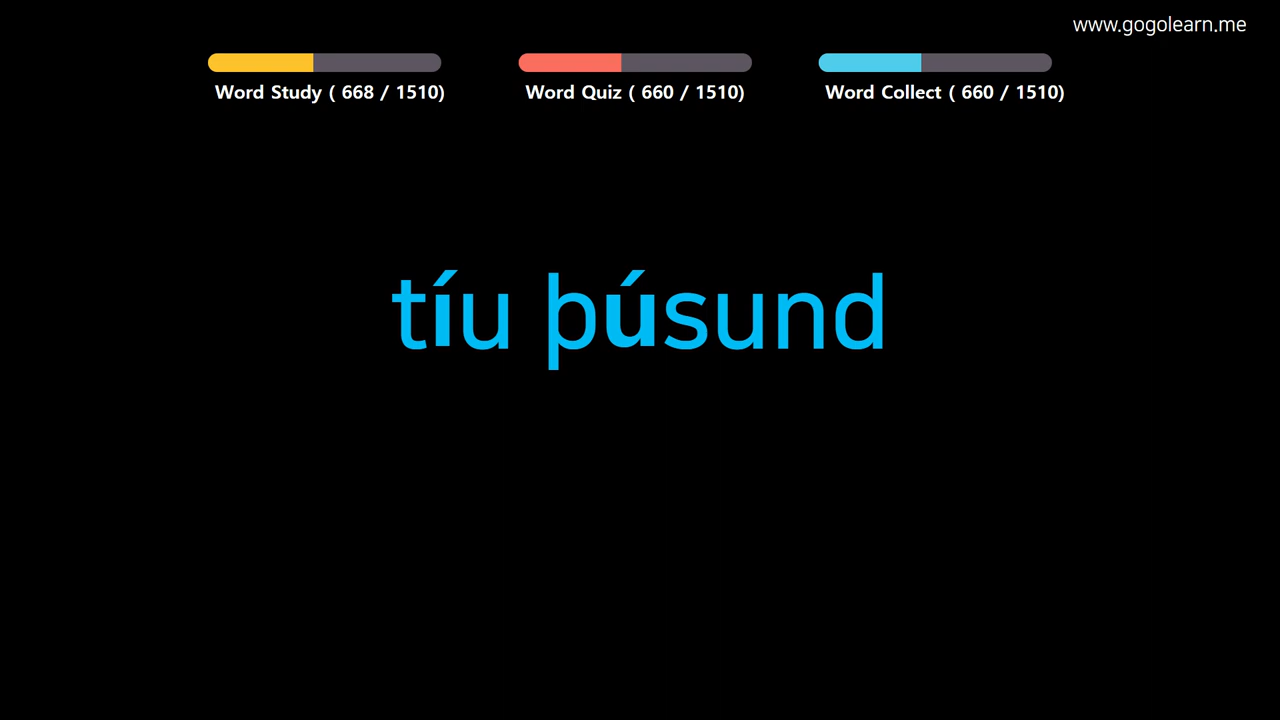 www.gogolearn.me
Word Study ( 668 / 1510)
Word Quiz ( 660 / 1510)
Word Collect ( 660 / 1510)
tíu þúsund